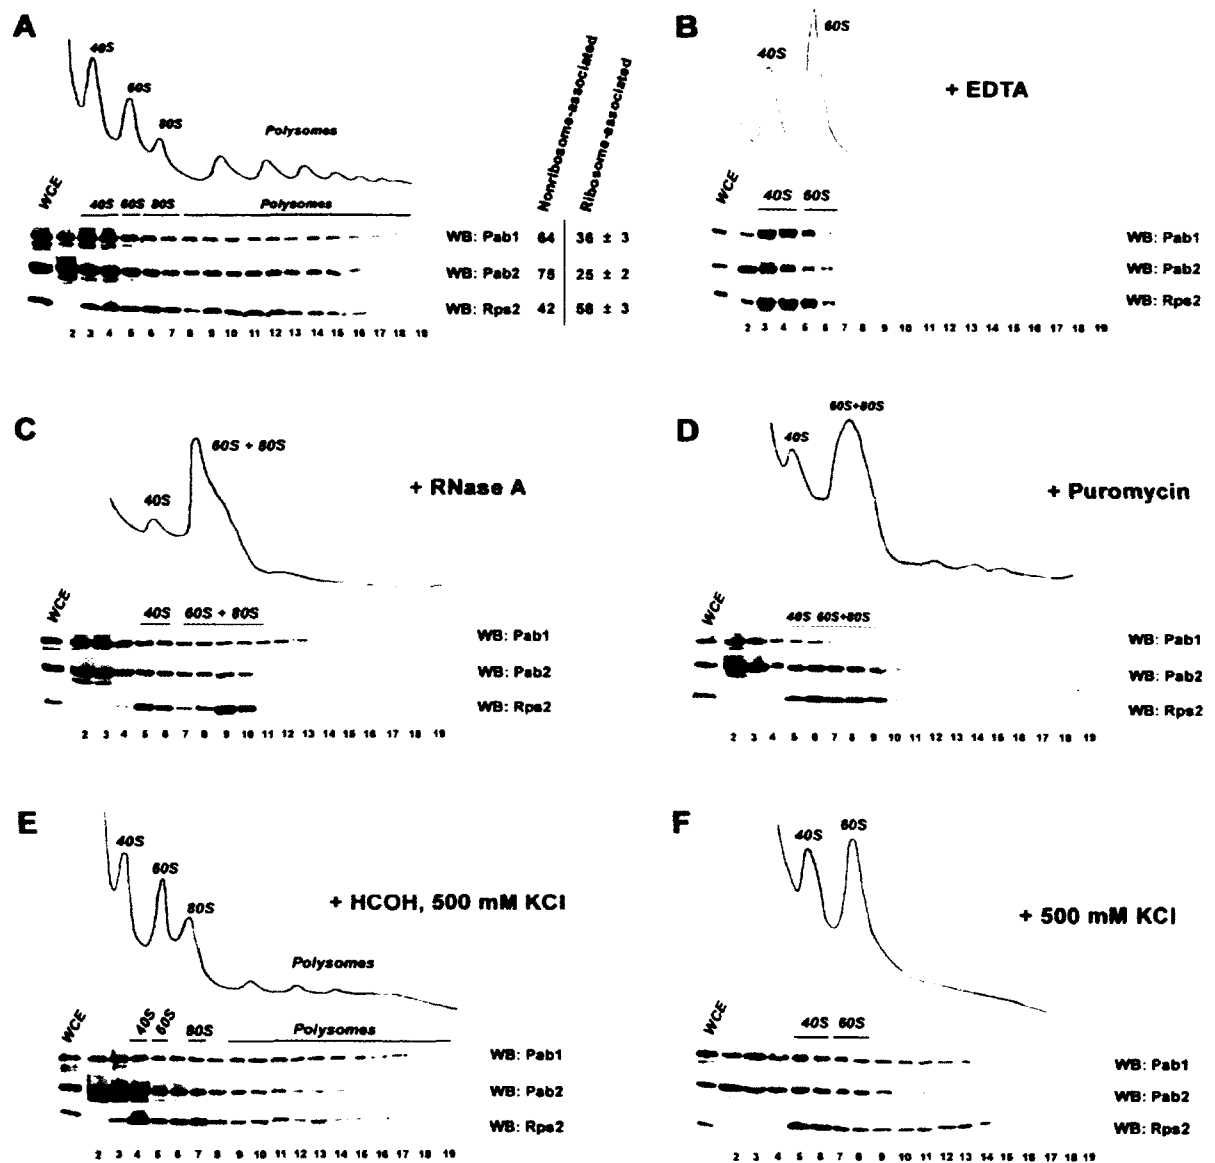 A
40S
60S
80S
Polysomes
Nonribosome-associated
Ribosome-associated
WCE
40S 60S 80S Polysomes
WB: Pab1 64 36 ± 3
WB: Pab2 75 25 ± 2
WB: Rps2 42 58 ± 3
2 3 4 5 6 7 8 9 10 11 12 13 14 15 16 17 18 19
B
40S
60S
+ EDTA
WCE
40S 60S
WB: Pab1
WB: Pab2
WB: Rps2
2 3 4 5 6 7 8 9 10 11 12 13 14 15 16 17 18 19
C
40S
60S + 80S
+ RNase A
WCE
40S 60S + 80S
WB: Pab1
WB: Pab2
WB: Rps2
2 3 4 5 6 7 8 9 10 11 12 13 14 15 16 17 18 19
D
40S
60S+80S
+ Puromycin
WCE
40S 60S+80S
WB: Pab1
WB: Pab2
WB: Rps2
2 3 4 5 6 7 8 9 10 11 12 13 14 15 16 17 18 19
E
40S
60S
80S
Polysomes
+ HCOH, 500 mM KCl
WCE
40S 60S 80S Polysomes
WB: Pab1
WB: Pab2
WB: Rps2
2 3 4 5 6 7 8 9 10 11 12 13 14 15 16 17 18 19
F
40S
60S
+ 500 mM KCl
WCE
40S 60S
WB: Pab1
WB: Pab2
WB: Rps2
2 3 4 5 6 7 8 9 10 11 12 13 14 15 16 17 18 19